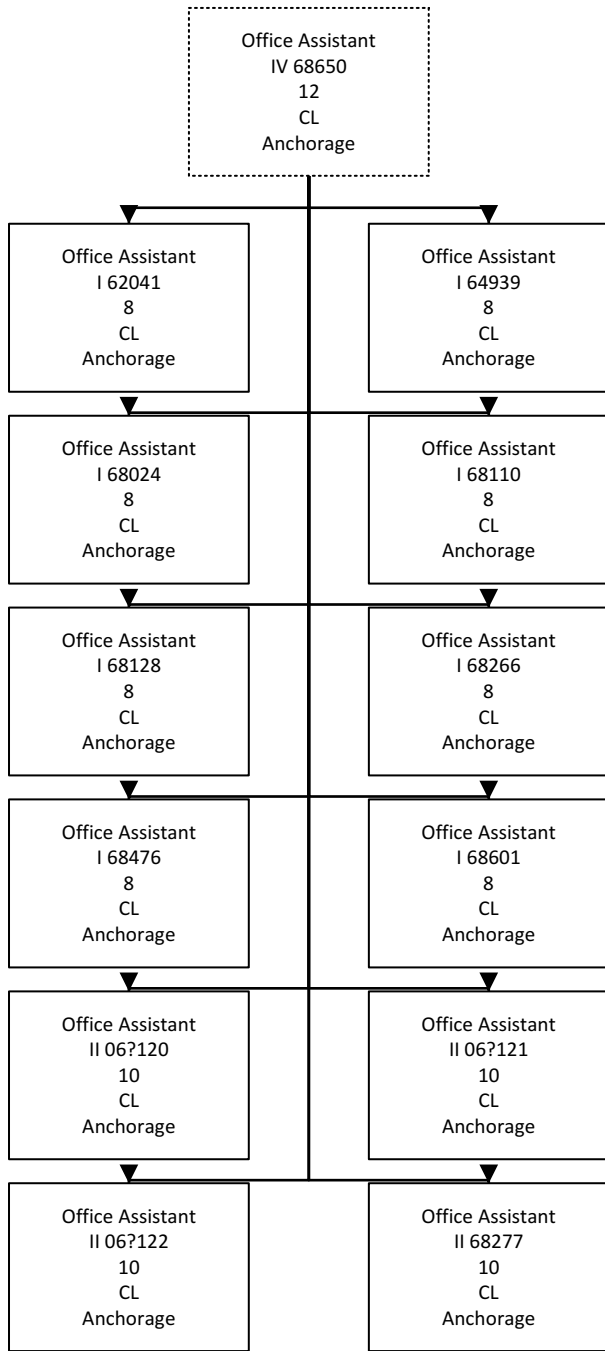 Office Assistant
IV 68650
12
CL
Anchorage
Office Assistant
I 62041
8
CL
Anchorage
Office Assistant
I 64939
8
CL
Anchorage
Office Assistant
I 68024
8
CL
Anchorage
Office Assistant
I 68110
8
CL
Anchorage
Office Assistant
I 68128
8
CL
Anchorage
Office Assistant
I 68266
8
CL
Anchorage
Office Assistant
I 68476
8
CL
Anchorage
Office Assistant
I 68601
8
CL
Anchorage
Office Assistant
II 06?120
10
CL
Anchorage
Office Assistant
II 06?121
10
CL
Anchorage
Office Assistant
II 06?122
10
CL
Anchorage
Office Assistant
II 68277
10
CL
Anchorage